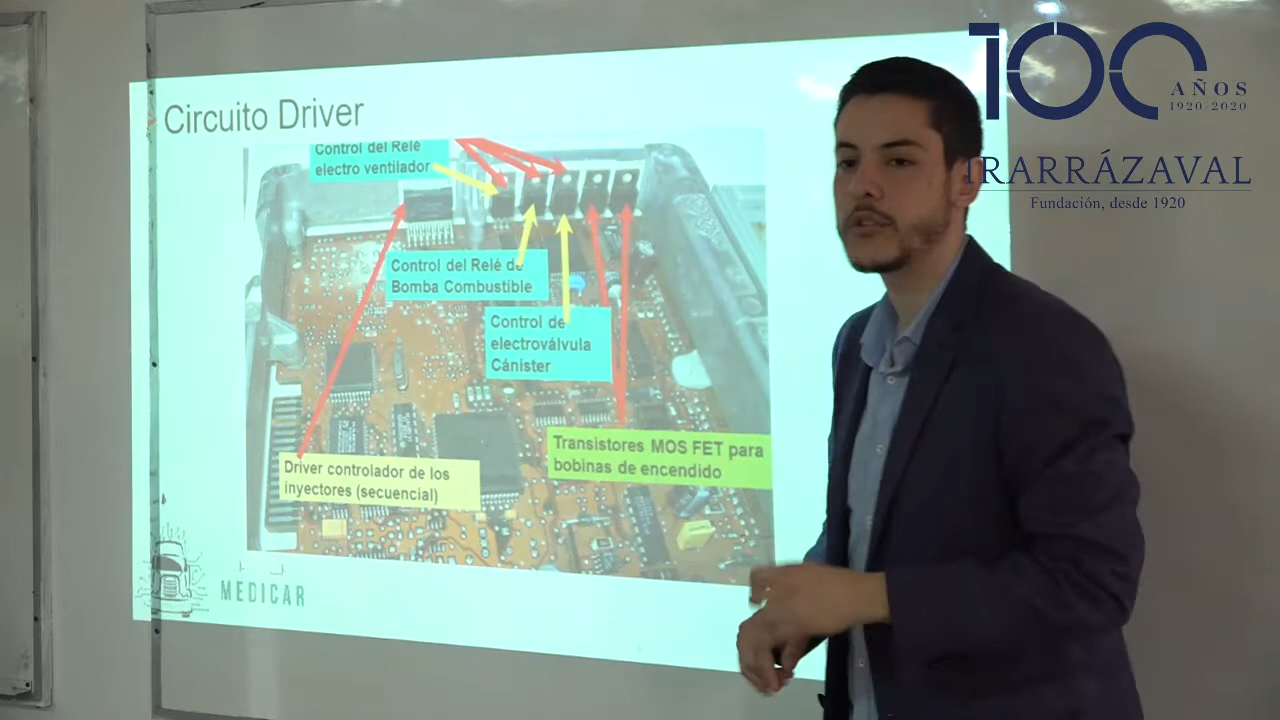 Circuito Driver
Control del Relé
electro ventilador
Control del Relé de
Bomba Combustible
Control de
electroválvula
Cánister
Transistores MOS FET para
bobinas de encendido
Driver controlador de los
inyectores (secuencial)
MEDICAR
100
AÑOS
1920-2020
IRARRÁZAVAL
Fundación, desde 1920